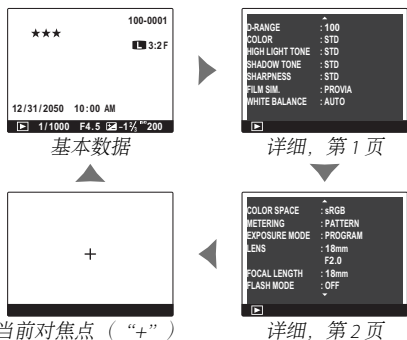 100-0001
★★★
L 3:2 F
12/31/2050 10:00 AM
1/1000 F4.5 -1⅔ 200
基本数据
D-RANGE : 100
COLOR : STD
HIGH LIGHT TONE : STD
SHADOW TONE : STD
SHARPNESS : STD
FILM SIM. : PROVIA
WHITE BALANCE : AUTO
详细，第 1 页
COLOR SPACE : sRGB
METERING : PATTERN
EXPOSURE MODE : PROGRAM
LENS : 18mm
F2.0
FOCAL LENGTH : 18mm
FLASH MODE : OFF
详细，第 2 页
+
当前对焦点（“+”）